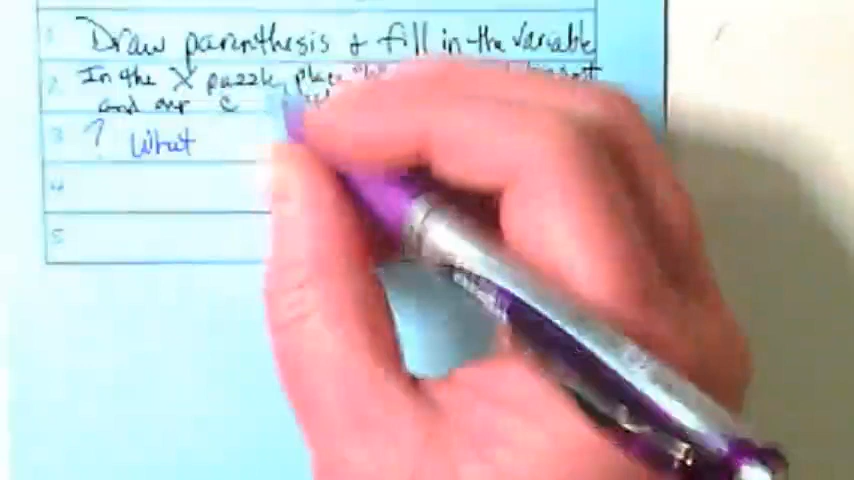 1 Draw parenthesis & fill in the variable
2 In the X puzzle, place
and our c
3 ? What
4
5